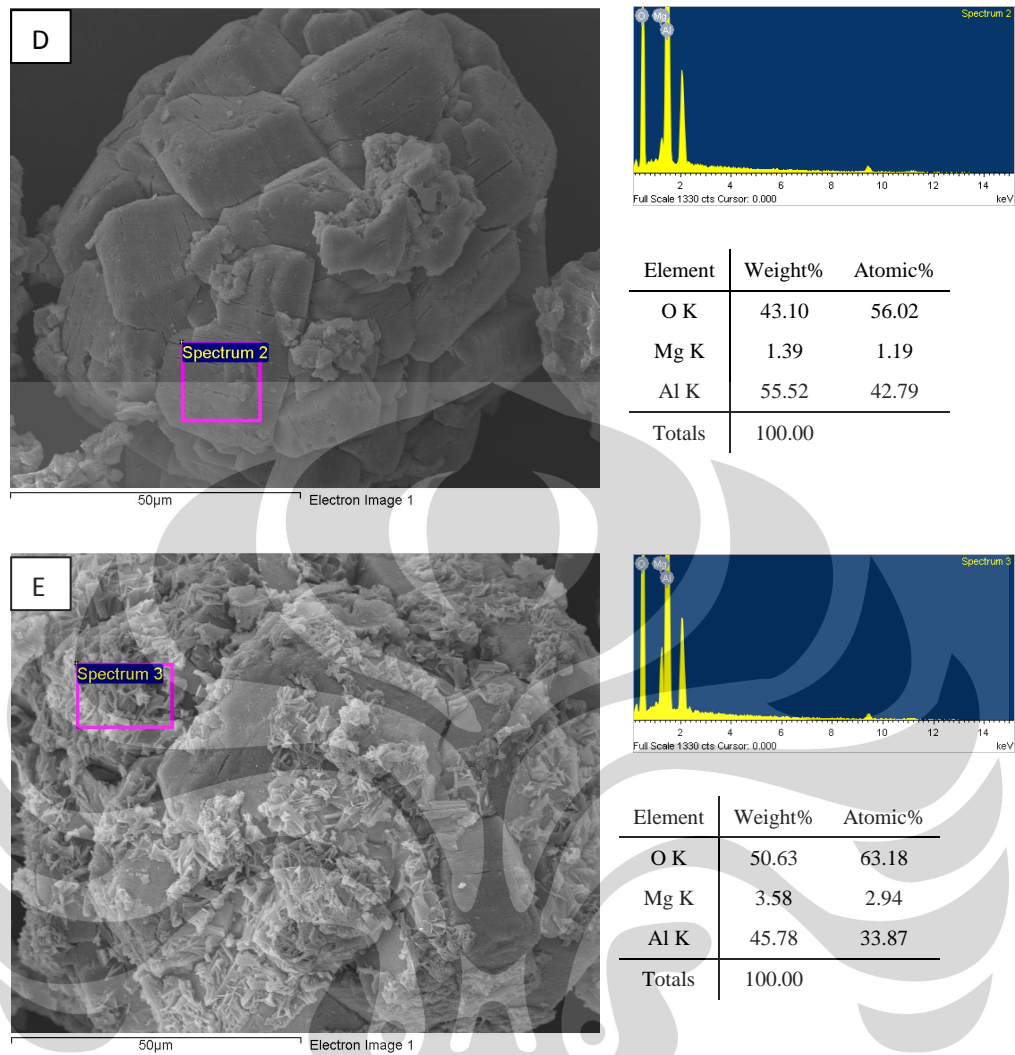 D
Spectrum 2
50µm
Electron Image 1
Spectrum 2
O Mg
Al
2 4 6 8 10 12 14
Full Scale 1330 cts Cursor: 0.000 keV
Element Weight% Atomic%
O K 43.10 56.02
Mg K 1.39 1.19
Al K 55.52 42.79
Totals 100.00
E
Spectrum 3
50µm
Electron Image 1
Spectrum 3
O Mg
Al
2 4 6 8 10 12 14
Full Scale 1330 cts Cursor: 0.000 keV
Element Weight% Atomic%
O K 50.63 63.18
Mg K 3.58 2.94
Al K 45.78 33.87
Totals 100.00